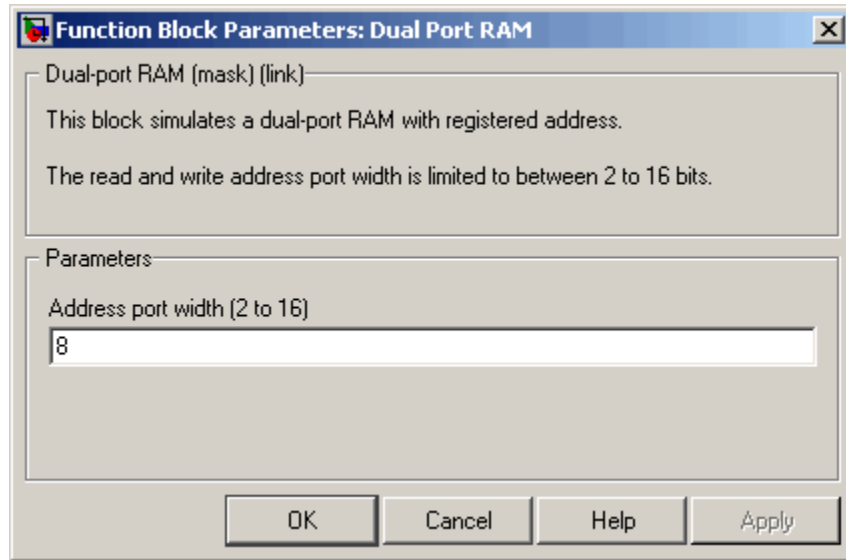 Function Block Parameters: Dual Port RAM
Dual-port RAM (mask) (link)
This block simulates a dual-port RAM with registered address.
The read and write address port width is limited to between 2 to 16 bits.
Parameters
Address port width (2 to 16)
8
OK Cancel Help Apply